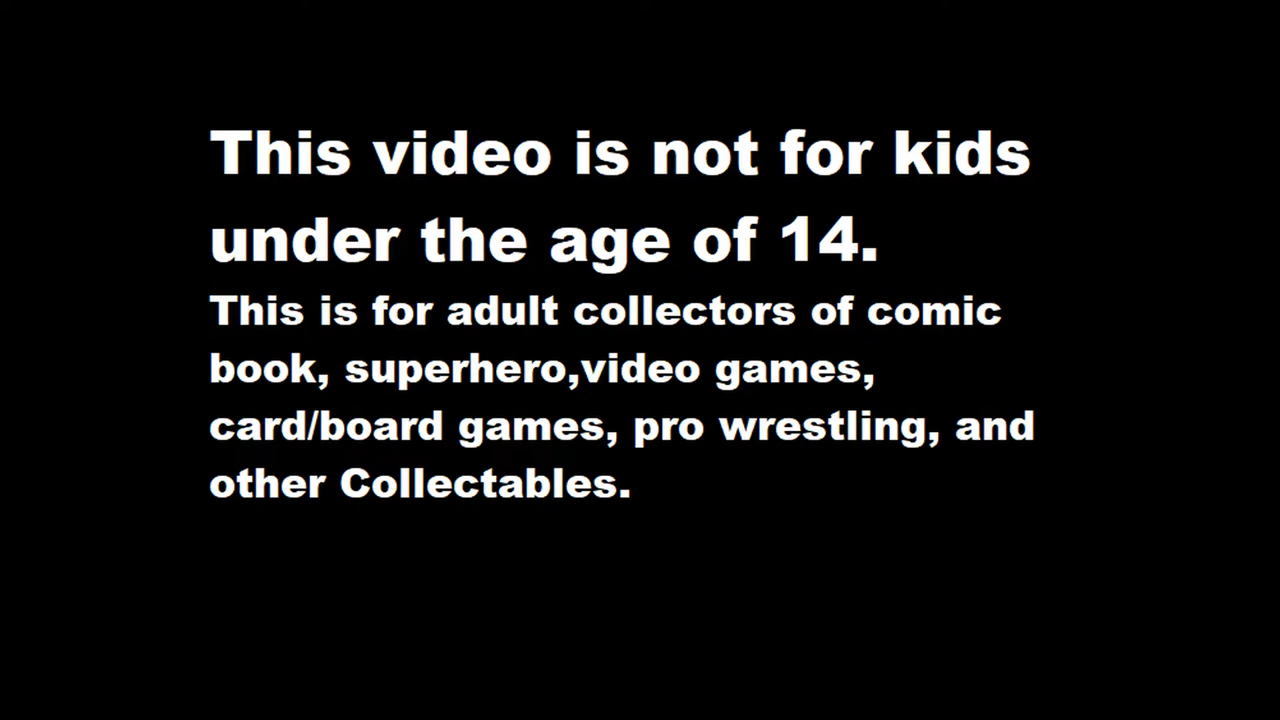 This video is not for kids
under the age of 14.
This is for adult collectors of comic
book, superhero,video games,
card/board games, pro wrestling, and
other Collectables.